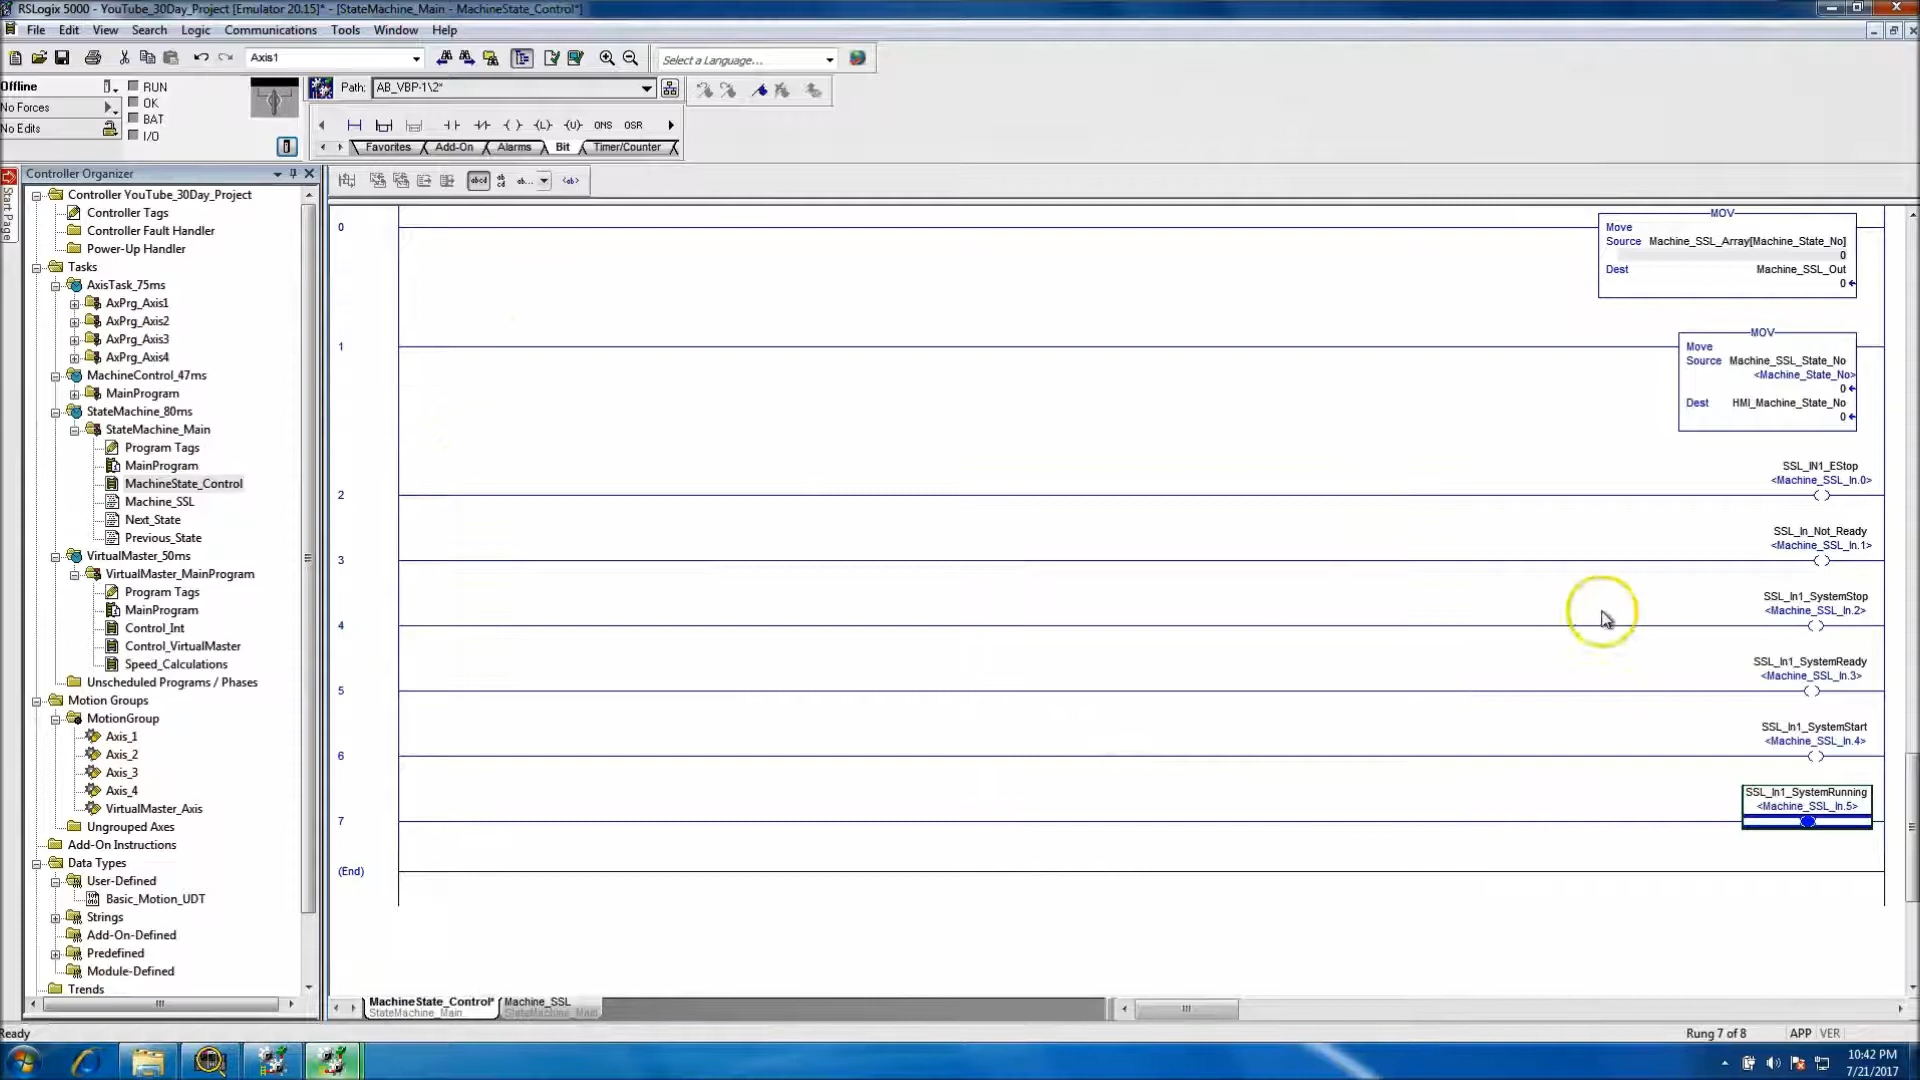 RSLogix 5000 - YouTube_30Day_Project [Emulator 20.15]* - [StateMachine_Main - MachineState_Control*]
File Edit View Search Logic Communications Tools Window Help
Axis1
Select a Language...
Offline
RUN
No Forces
OK
No Edits
BAT
I/O
Path: AB_VBP-1\2*
ONS OSR
Favorites Add-On Alarms Bit Timer/Counter
Start Page
Controller Organizer
Controller YouTube_30Day_Project
Controller Tags
Controller Fault Handler
Power-Up Handler
Tasks
AxisTask_75ms
AxPrg_Axis1
AxPrg_Axis2
AxPrg_Axis3
AxPrg_Axis4
MachineControl_47ms
MainProgram
StateMachine_80ms
StateMachine_Main
Program Tags
MainProgram
MachineState_Control
Machine_SSL
Next_State
Previous_State
VirtualMaster_50ms
VirtualMaster_MainProgram
Program Tags
MainProgram
Control_Int
Control_VirtualMaster
Speed_Calculations
Unscheduled Programs / Phases
Motion Groups
MotionGroup
Axis_1
Axis_2
Axis_3
Axis_4
VirtualMaster_Axis
Ungrouped Axes
Add-On Instructions
Data Types
User-Defined
Basic_Motion_UDT
Strings
Add-On-Defined
Predefined
Module-Defined
Trends
0
MOV
Move
Source Machine_SSL_Array[Machine_State_No]
0
Dest Machine_SSL_Out
0
1
MOV
Move
Source Machine_SSL_State_No
<Machine_State_No>
0
Dest HMI_Machine_State_No
0
SSL_IN1_EStop
<Machine_SSL_In.0>
2
SSL_In_Not_Ready
<Machine_SSL_In.1>
3
SSL_In1_SystemStop
<Machine_SSL_In.2>
4
SSL_In1_SystemReady
<Machine_SSL_In.3>
5
SSL_In1_SystemStart
<Machine_SSL_In.4>
6
SSL_In1_SystemRunning
<Machine_SSL_In.5>
7
(End)
MachineState_Control*
StateMachine_Main
Machine_SSL
StateMachine_Main
Ready
Rung 7 of 8 APP VER
10:42 PM
7/21/2017